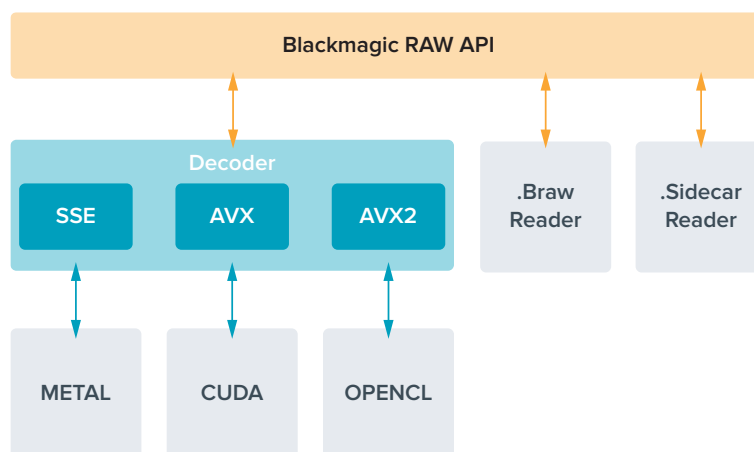 Blackmagic RAW API
Decoder
SSE
AVX
AVX2
.Braw
Reader
.Sidecar
Reader
METAL
CUDA
OPENCL